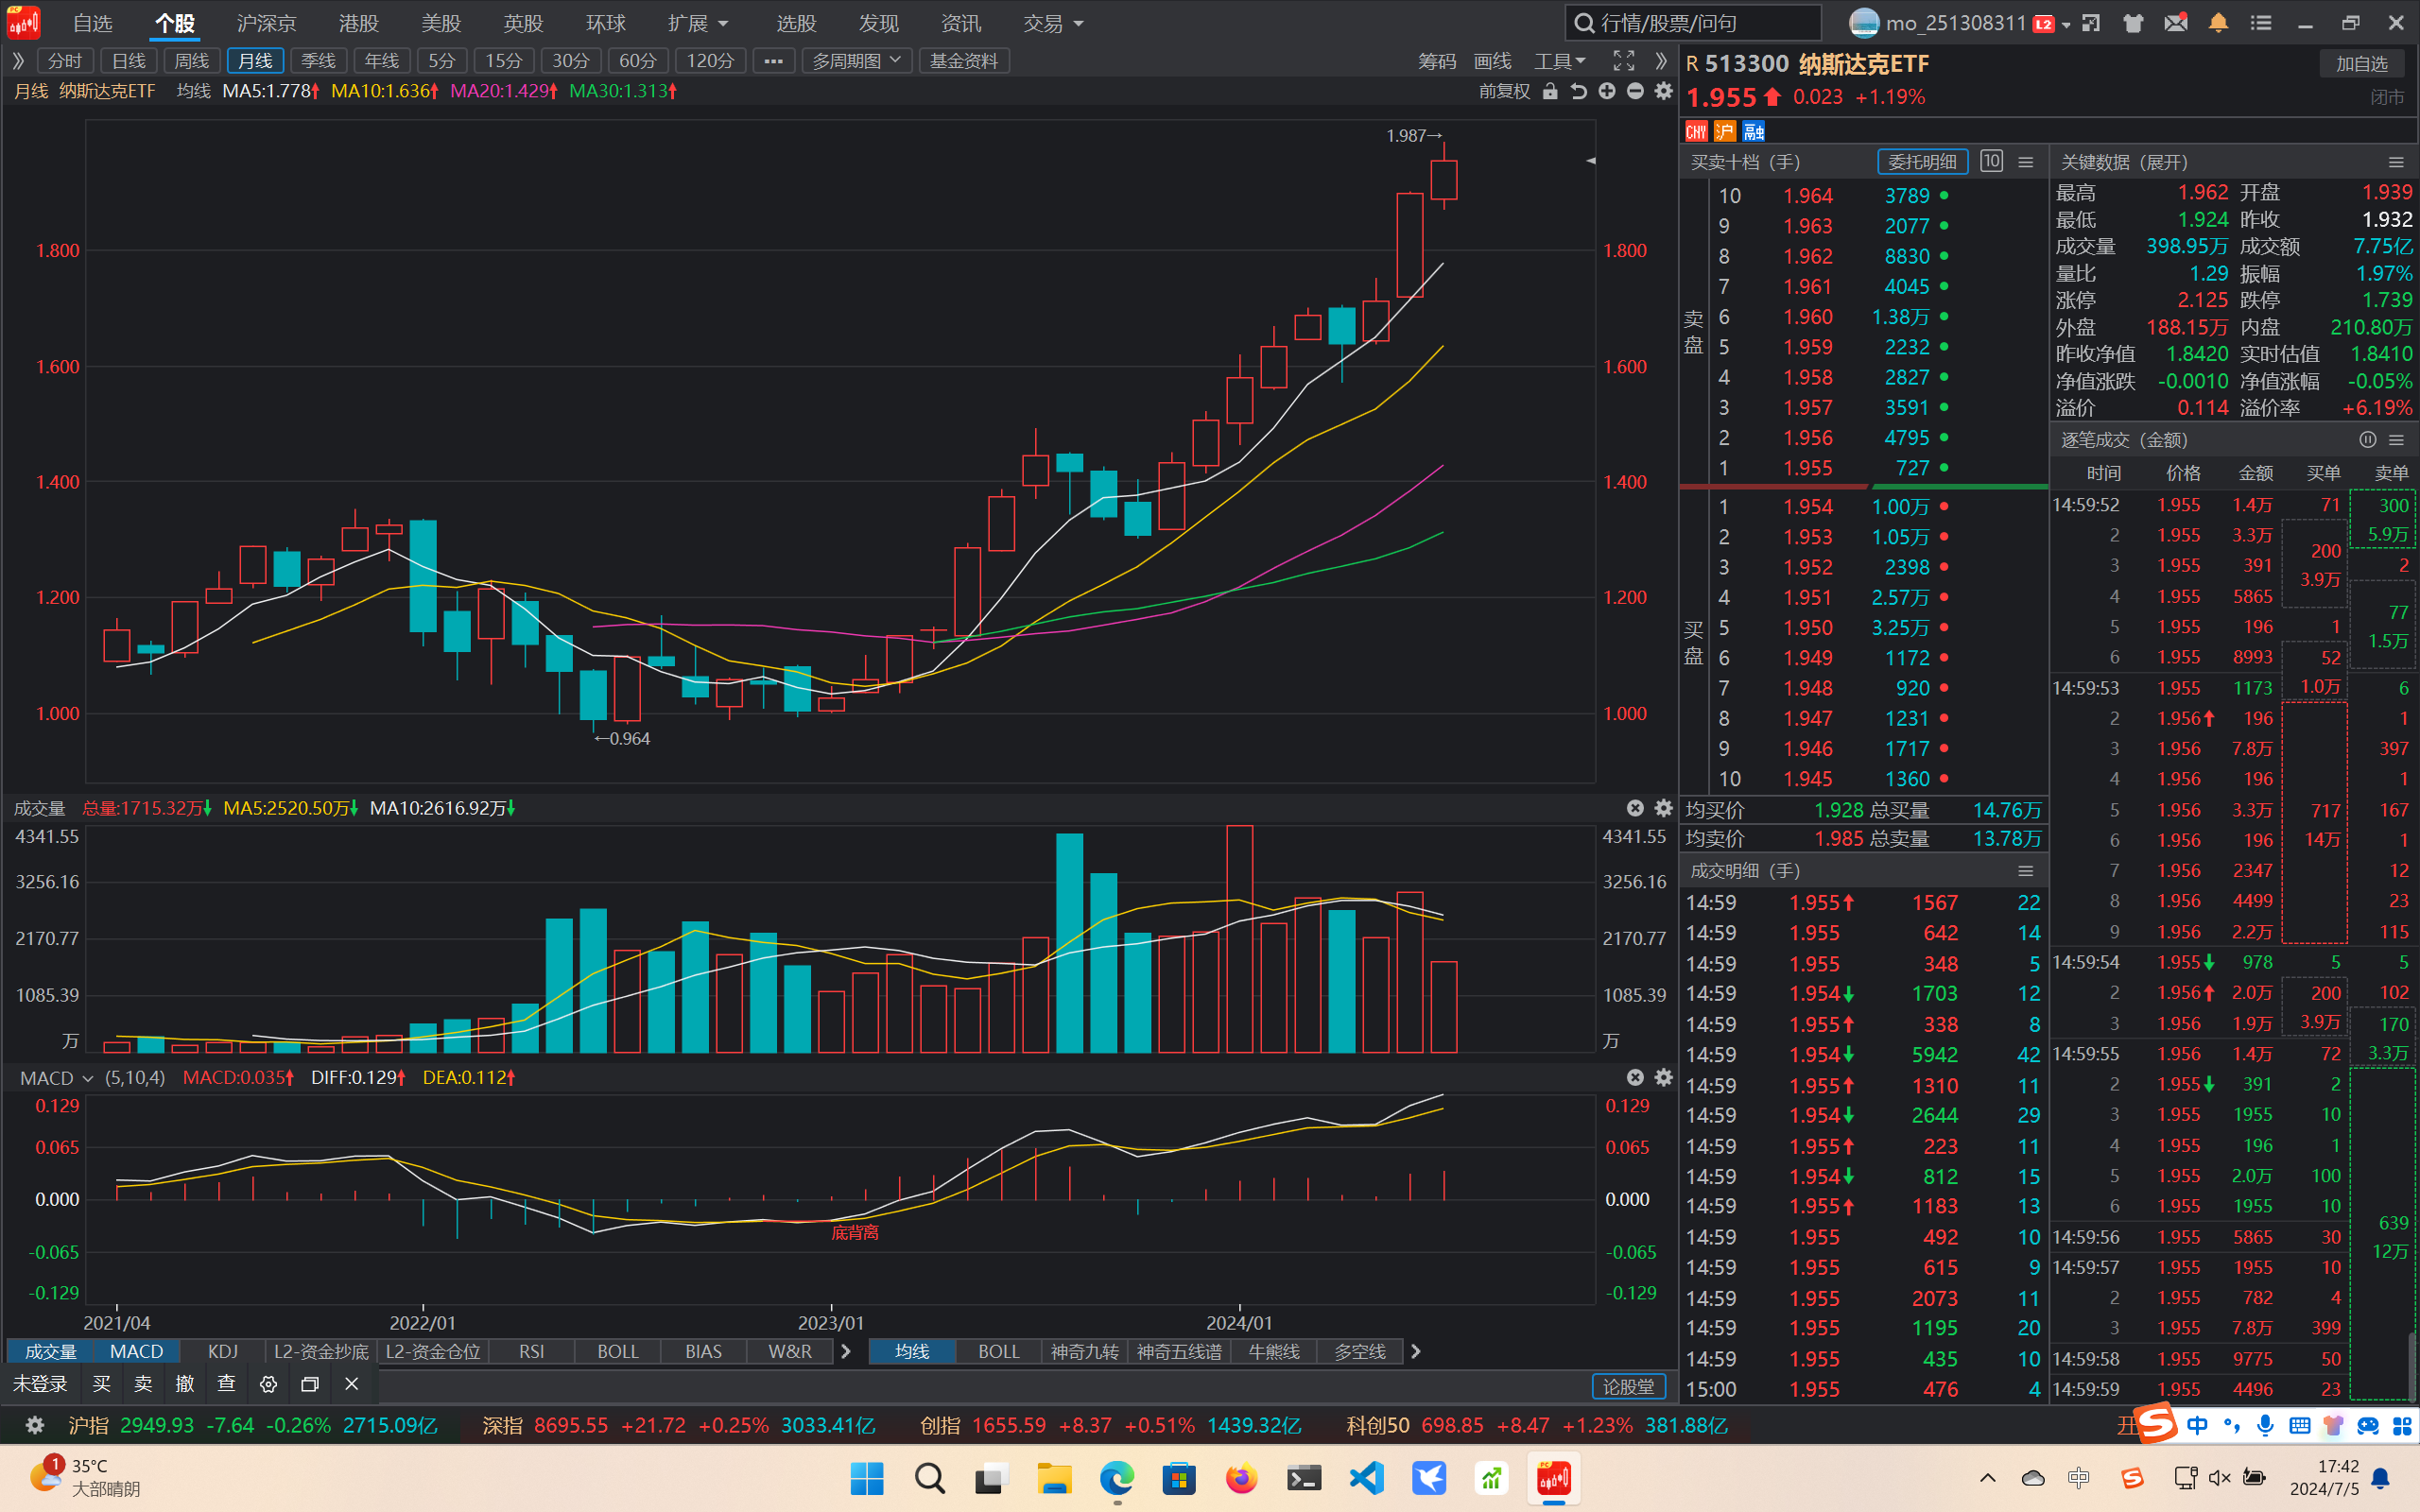 自选 个股 沪深京 港股 美股 英股 环球 扩展 选股 发现 资讯 交易 行情/股票/问句 mo_251308311 L2
分时 日线 周线 月线 季线 年线 5分 15分 30分 60分 120分 多周期图 基金资料 筹码 画线 工具
月线 纳斯达克ETF 均线 MA5:1.778↑ MA10:1.636↑ MA20:1.429↑ MA30:1.313↑ 前复权
1.987→
1.800 1.800
1.600 1.600
1.400 1.400
1.200 1.200
1.000 1.000
←0.964
成交量 总量:1715.32万↓ MA5:2520.50万↓ MA10:2616.92万↓
4341.55 4341.55
3256.16 3256.16
2170.77 2170.77
1085.39 1085.39
万 万
MACD (5,10,4) MACD:0.035↑ DIFF:0.129↑ DEA:0.112↑
0.129 0.129
0.065 0.065
0.000 0.000
底背离
-0.065 -0.065
-0.129 -0.129
2021/04 2022/01 2023/01 2024/01
成交量 MACD KDJ L2-资金抄底 L2-资金仓位 RSI BOLL BIAS W&R 均线 BOLL 神奇九转 神奇五线谱 牛熊线 多空线
未登录 买 卖 撤 查 论股堂
R 513300 纳斯达克ETF 加自选
1.955↑ 0.023 +1.19% 闭市
CNY 沪 融
买卖十档 (手) 委托明细 10
卖盘
10 1.964 3789
9 1.963 2077
8 1.962 8830
7 1.961 4045
6 1.960 1.38万
5 1.959 2232
4 1.958 2827
3 1.957 3591
2 1.956 4795
1 1.955 727
买盘
1 1.954 1.00万
2 1.953 1.05万
3 1.952 2398
4 1.951 2.57万
5 1.950 3.25万
6 1.949 1172
7 1.948 920
8 1.947 1231
9 1.946 1717
10 1.945 1360
均买价 1.928 总买量 14.76万
均卖价 1.985 总卖量 13.78万
成交明细 (手)
14:59 1.955↑ 1567 22
14:59 1.955 642 14
14:59 1.955 348 5
14:59 1.954↓ 1703 12
14:59 1.955↑ 338 8
14:59 1.954↓ 5942 42
14:59 1.955↑ 1310 11
14:59 1.954↓ 2644 29
14:59 1.955↑ 223 11
14:59 1.954↓ 812 15
14:59 1.955↑ 1183 13
14:59 1.955 492 10
14:59 1.955 615 9
14:59 1.955 2073 11
14:59 1.955 1195 20
14:59 1.955 435 10
15:00 1.955 476 4
关键数据 (展开)
最高 1.962 开盘 1.939
最低 1.924 昨收 1.932
成交量 398.95万 成交额 7.75亿
量比 1.29 振幅 1.97%
涨停 2.125 跌停 1.739
外盘 188.15万 内盘 210.80万
昨收净值 1.8420 实时估值 1.8410
净值涨跌 -0.0010 净值涨幅 -0.05%
溢价 0.114 溢价率 +6.19%
逐笔成交 (金额)
时间 价格 金额 买单 卖单
14:59:52 1.955 1.4万 71 300
2 1.955 3.3万 5.9万
200
3 1.955 391 2
3.9万
4 1.955 5865
77
5 1.955 196 1
1.5万
6 1.955 8993 52
1.0万
14:59:53 1.955 1173 6
2 1.956↑ 196 1
3 1.956 7.8万 397
4 1.956 196 1
5 1.956 3.3万 717 167
6 1.956 196 14万 1
7 1.956 2347 12
8 1.956 4499 23
9 1.956 2.2万 115
14:59:54 1.955↓ 978 5 5
2 1.956↑ 2.0万 200 102
3 1.956 1.9万 3.9万 170
14:59:55 1.956 1.4万 72 3.3万
2 1.955↓ 391 2
3 1.955 1955 10
4 1.955 196 1
5 1.955 2.0万 100
6 1.955 1955 10
639
14:59:56 1.955 5865 30
12万
14:59:57 1.955 1955 10
2 1.955 782 4
3 1.955 7.8万 399
14:59:58 1.955 9775 50
14:59:59 1.955 4496 23
沪指 2949.93 -7.64 -0.26% 2715.09亿 深指 8695.55 +21.72 +0.25% 3033.41亿 创指 1655.59 +8.37 +0.51% 1439.32亿 科创50 698.85 +8.47 +1.23% 381.88亿 开 S 中
1 35°C
大部晴朗
中 S 17:42
2024/7/5